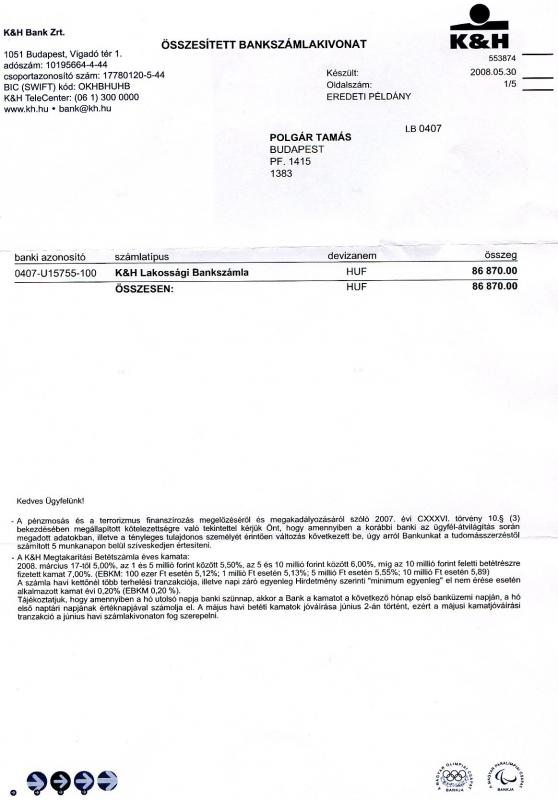 K&H Bank Zrt.
1051 Budapest, Vigadó tér 1.
adószám: 10195664-4-44
csoportazonosító szám: 17780120-5-44
BIC (SWIFT) kód: OKHBHUHB
K&H TeleCenter: (06 1) 300 0000
www.kh.hu • bank@kh.hu
ÖSSZESÍTETT BANKSZÁMLAKIVONAT
K&H
553874
Készült: 2008.05.30
Oldalszám: 1/5
EREDETI PÉLDÁNY
LB 0407
POLGÁR TAMÁS
BUDAPEST
PF. 1415
1383
banki azonosító számlatípus devizanem összeg
0407-U15755-100 K&H Lakossági Bankszámla HUF 86 870.00
ÖSSZESEN: HUF 86 870.00
Kedves Ügyfelünk!
- A pénzmosás és a terrorizmus finanszírozás megelőzéséről és megakadályozásáról szóló 2007. évi CXXXVI. törvény 10.§ (3)
bekezdésében megállapított kötelezettségre való tekintettel kérjük Önt, hogy amennyiben a korábbi banki az ügyfél-átvilágítás során
megadott adatokban, illetve a tényleges tulajdonos személyét érintően változás következett be, úgy arról Bankunkat a tudomásszerzéstől
számított 5 munkanapon belül szíveskedjen értesíteni.
- A K&H Megtakarítási Betétszámla éves kamata:
2008. március 17-től 5,00%, az 1 és 5 millió forint között 5,50%, az 5 és 10 millió forint között 6,00%, míg az 10 millió forint feletti betétrészre
fizetett kamat 7,00%. (EBKM: 100 ezer Ft esetén 5,12%; 1 millió Ft esetén 5,13%; 5 millió Ft esetén 5,55%; 10 millió Ft esetén 5,89)
A számla havi kettőnél több terhelési tranzakciója, illetve napi záró egyenleg Hirdetmény szerinti "minimum egyenleg" el nem érése esetén
alkalmazott kamat évi 0,20% (EBKM 0,20 %).
Tájékoztatjuk, hogy amennyiben a hó utolsó napja banki szünnap, akkor a Bank a kamatot a következő hónap első banküzemi napján, a hó
első naptári napjának értéknapjával számolja el. A május havi betéti kamatok jóváírása június 2-án történt, ezért a májusi kamatjóváírási
tranzakció a június havi számlakivonaton fog szerepelni.
MAGYAR OLIMPIAI CSAPAT
BANKJA
MAGYAR PARALIMPIAI CSAPAT
BANKJA